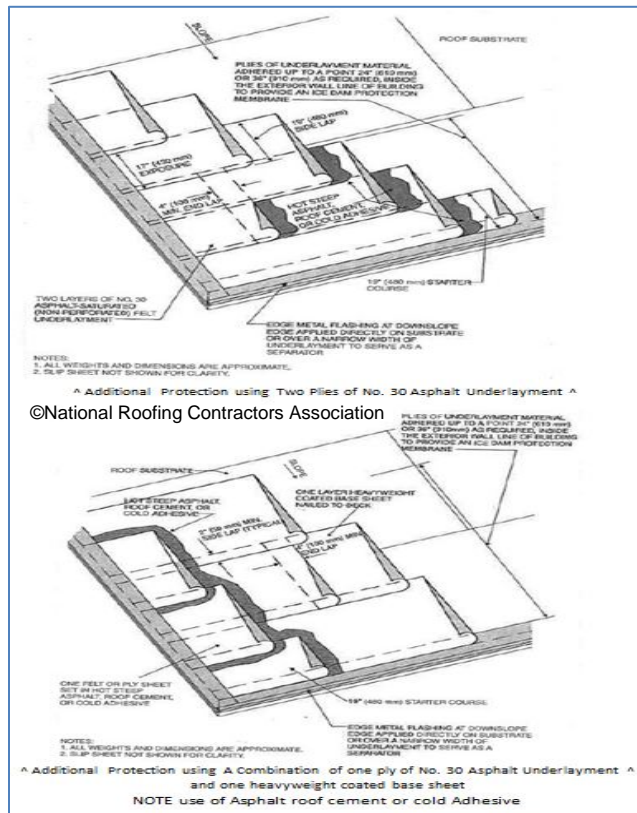 SLOPE
ROOF SUBSTRATE
PLIES OF UNDERLAYMENT MATERIAL
ADHERED UP TO A POINT 24" (610 mm)
OR 36" (910 mm) AS REQUIRED, INSIDE
THE EXTERIOR WALL LINE OF BUILDING
TO PROVIDE AN ICE DAM PROTECTION
MEMBRANE
19" (480 mm)
SIDE LAP
17" (430 mm)
EXPOSURE
4" (100 mm)
MIN. END LAP
HOT STEEP
ASPHALT,
ROOF CEMENT,
OR COLD ADHESIVE
19" (480 mm) STARTER
COURSE
TWO LAYERS OF NO. 30
ASPHALT-SATURATED
(NON-PERFORATED) FELT
UNDERLAYMENT
EDGE METAL FLASHING AT DOWNSLOPE
EDGE APPLIED DIRECTLY ON SUBSTRATE
OR OVER A NARROW WIDTH OF
UNDERLAYMENT TO SERVE AS A
SEPARATOR
NOTES:
1. ALL WEIGHTS AND DIMENSIONS ARE APPROXIMATE.
2. SLIP SHEET NOT SHOWN FOR CLARITY.
^ Additional Protection using Two Plies of No. 30 Asphalt Underlayment ^
©National Roofing Contractors Association
PLIES OF UNDERLAYMENT MATERIAL
ADHERED UP TO A POINT 24" (610 mm)
OR 36" (910mm) AS REQUIRED, INSIDE
THE EXTERIOR WALL LINE OF BUILDING
TO PROVIDE AN ICE DAM PROTECTION
MEMBRANE
ROOF SUBSTRATE
SLOPE
HOT STEEP ASPHALT,
ROOF CEMENT, OR
COLD ADHESIVE
ONE LAYER HEAVYWEIGHT
COATED BASE SHEET
NAILED TO DECK
MIN.
SIDE LAP (TYPICAL)
4" (100 mm) MIN.
END LAP
ONE FELT OR PLY SHEET
SET IN HOT STEEP
ASPHALT, ROOF CEMENT,
OR COLD ADHESIVE
19" (480 mm) STARTER COURSE
EDGE METAL FLASHING AT DOWNSLOPE
EDGE APPLIED DIRECTLY ON SUBSTRATE
OR OVER A NARROW WIDTH OF
UNDERLAYMENT TO SERVE AS A
SEPARATOR
NOTES:
1. ALL WEIGHTS AND DIMENSIONS ARE APPROXIMATE.
2. SLIP SHEET NOT SHOWN FOR CLARITY.
^ Additional Protection using A Combination of one ply of No. 30 Asphalt Underlayment ^
and one heavyweight coated base sheet
NOTE use of Asphalt roof cement or cold Adhesive